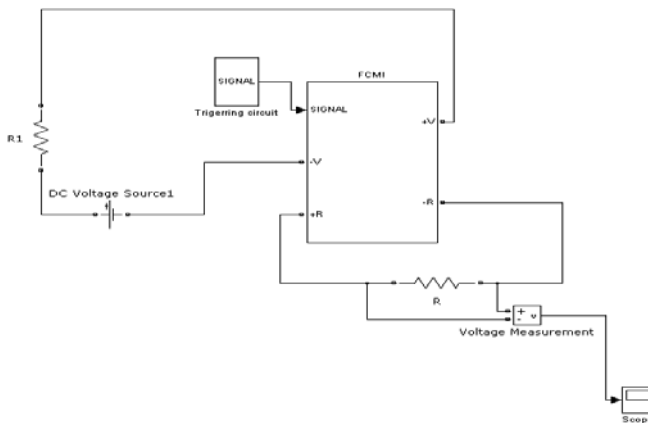 FCMI
SIGNAL
Trigerring circuit
SIGNAL
+V
R1
-V
DC Voltage Source1
+R
-R
R
+
-
v
Voltage Measurement
Scop